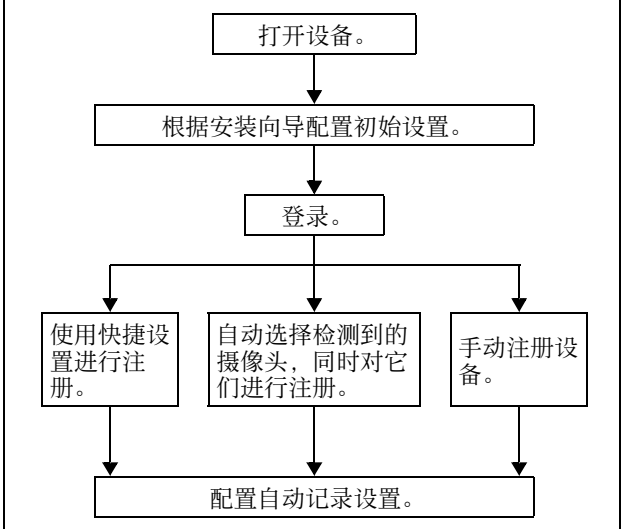 打开设备。
根据安装向导配置初始设置。
登录。
使用快捷设
置进行注
册。
自动选择检测到的
摄像头，同时对它
们进行注册。
手动注册设
备。
配置自动记录设置。